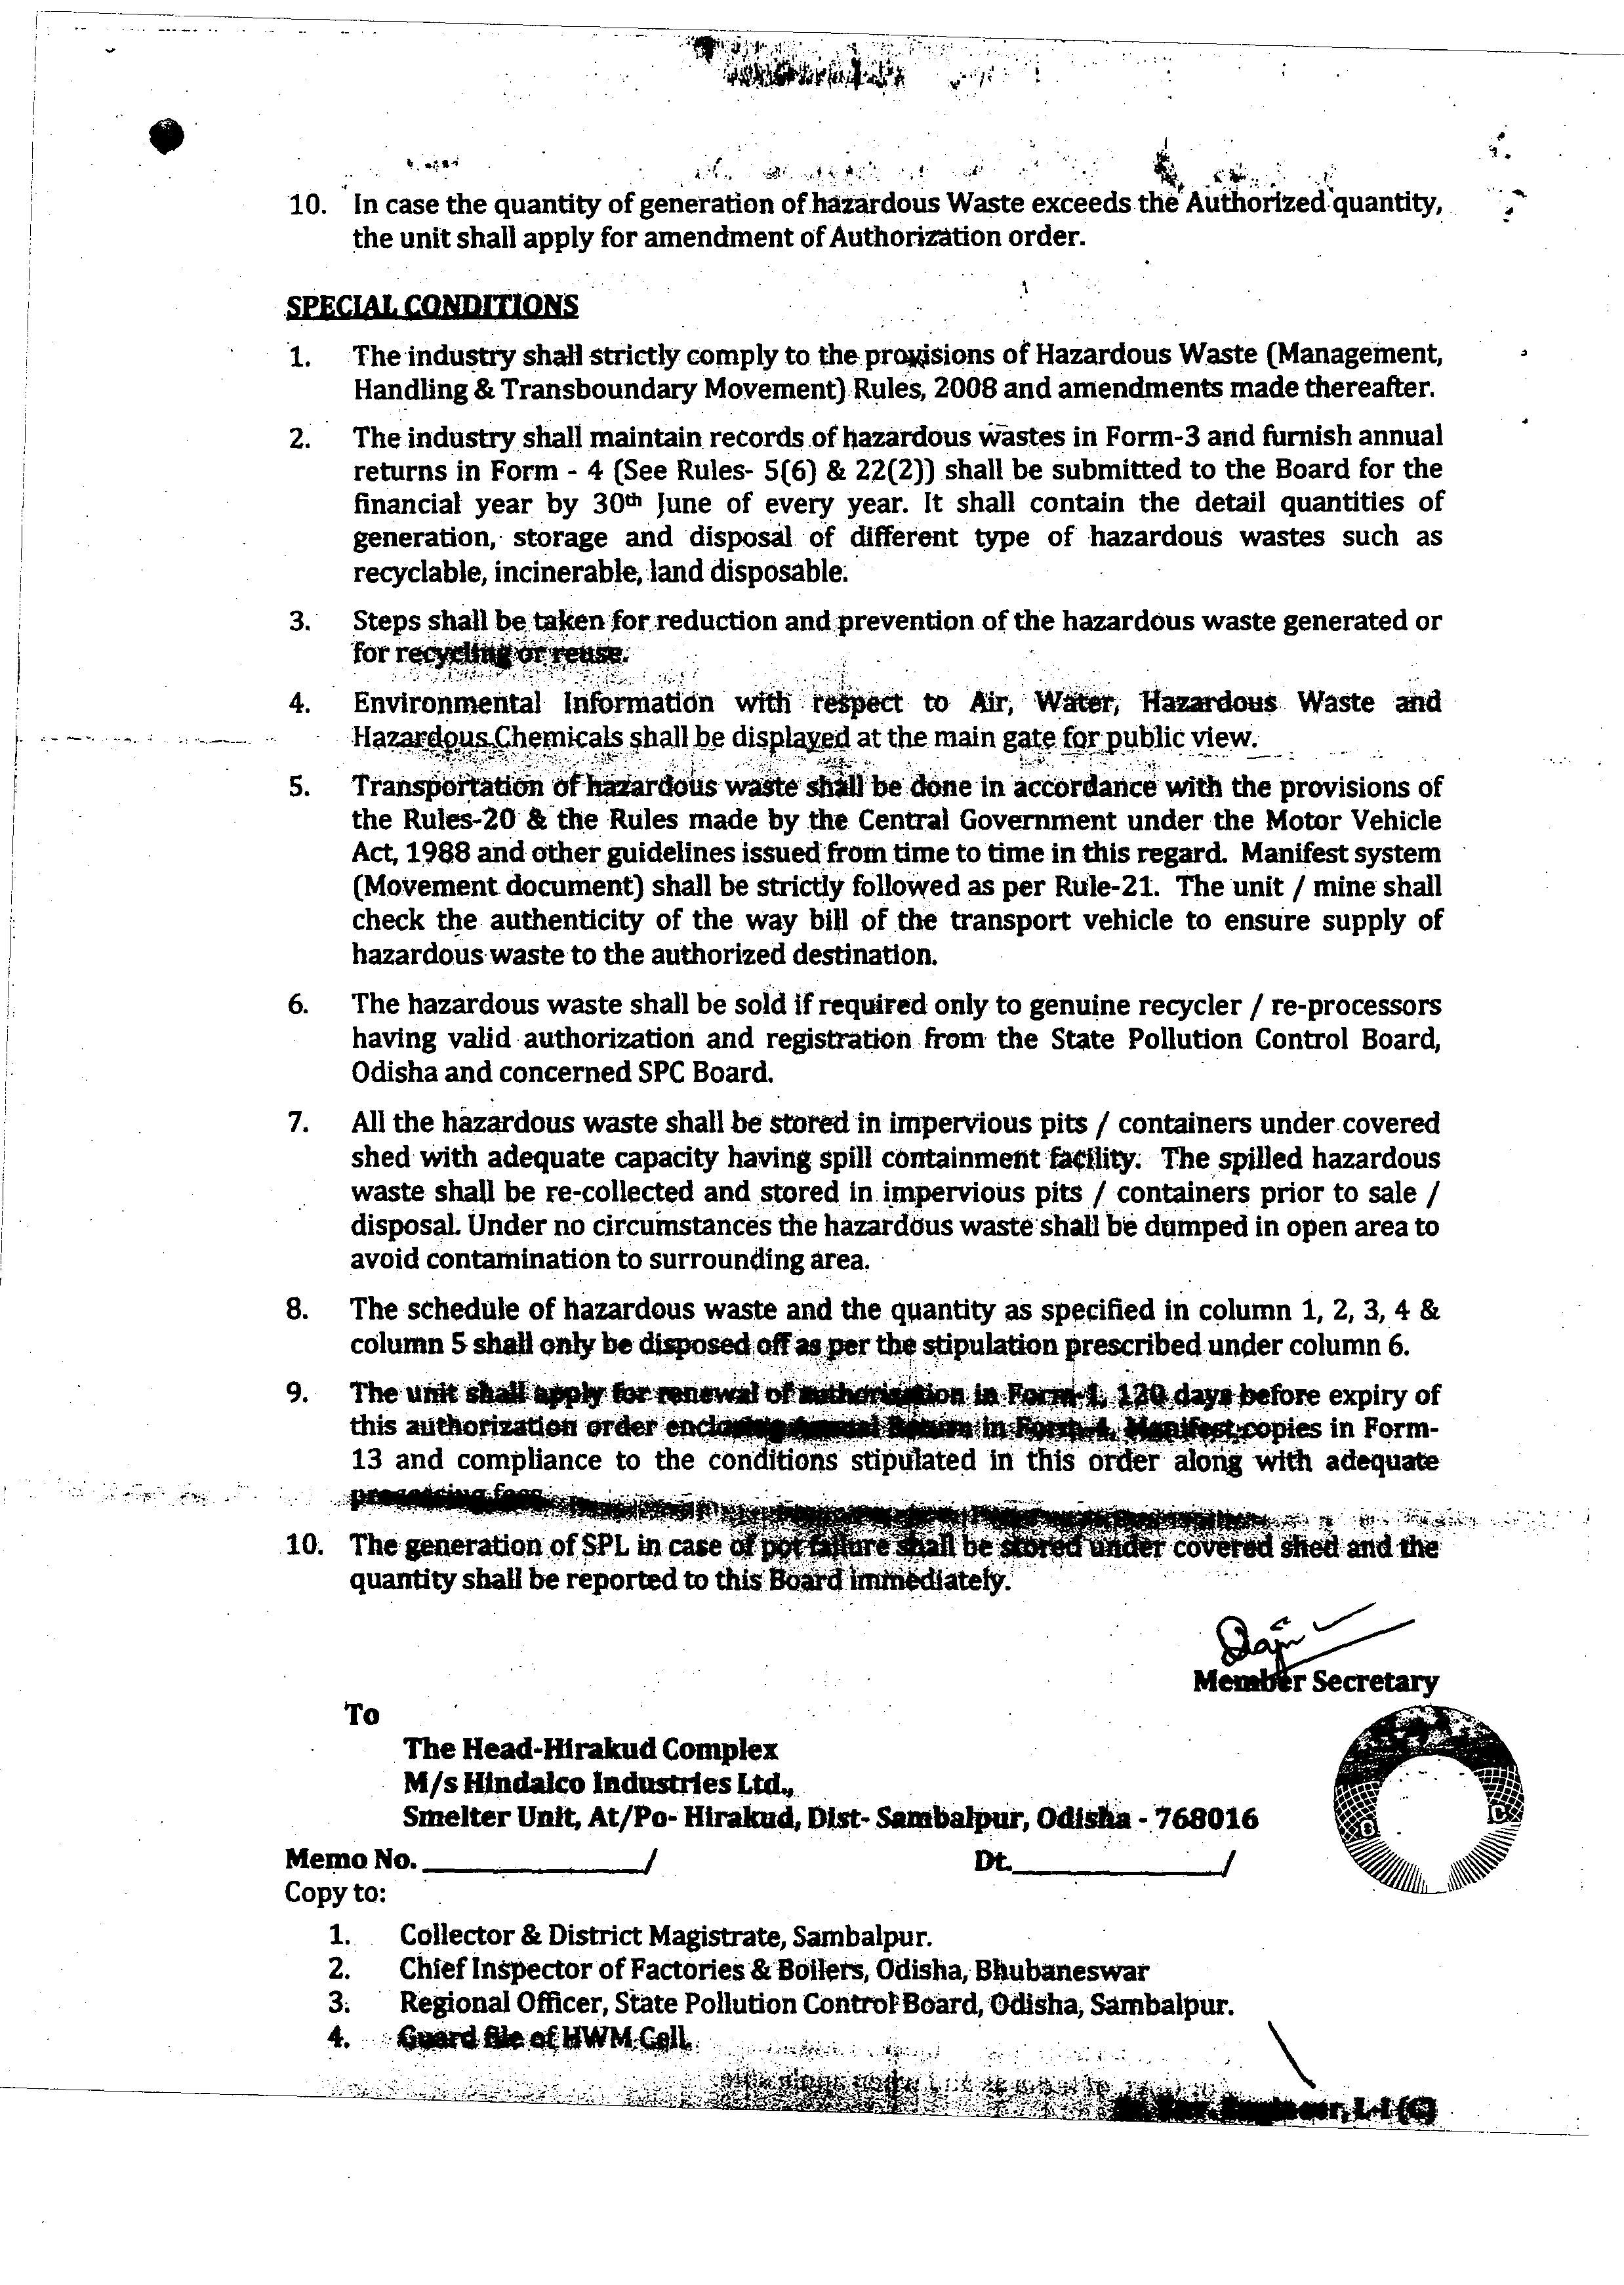 10. In case the quantity of generation of hazardous Waste exceeds the Authorized quantity,
the unit shall apply for amendment of Authorization order.
SPECIAL CONDITIONS
1. The industry shall strictly comply to the provisions of Hazardous Waste (Management,
Handling & Transboundary Movement) Rules, 2008 and amendments made thereafter.
2. The industry shall maintain records of hazardous wastes in Form-3 and furnish annual
returns in Form - 4 (See Rules- 5(6) & 22(2)) shall be submitted to the Board for the
financial year by 30th June of every year. It shall contain the detail quantities of
generation, storage and disposal of different type of hazardous wastes such as
recyclable, incinerable, land disposable.
3. Steps shall be taken for reduction and prevention of the hazardous waste generated or
for recycling or reuse.
4. Environmental Information with respect to Air, Water, Hazardous Waste and
Hazardous Chemicals shall be displayed at the main gate for public view.
5. Transportation of hazardous waste shall be done in accordance with the provisions of
the Rules-20 & the Rules made by the Central Government under the Motor Vehicle
Act, 1988 and other guidelines issued from time to time in this regard. Manifest system
(Movement document) shall be strictly followed as per Rule-21. The unit / mine shall
check the authenticity of the way bill of the transport vehicle to ensure supply of
hazardous waste to the authorized destination.
6. The hazardous waste shall be sold if required only to genuine recycler / re-processors
having valid authorization and registration from the State Pollution Control Board,
Odisha and concerned SPC Board.
7. All the hazardous waste shall be stored in impervious pits / containers under covered
shed with adequate capacity having spill containment facility. The spilled hazardous
waste shall be re-collected and stored in impervious pits / containers prior to sale /
disposal. Under no circumstances the hazardous waste shall be dumped in open area to
avoid contamination to surrounding area.
8. The schedule of hazardous waste and the quantity as specified in column 1, 2, 3, 4 &
column 5 shall only be disposed off as per the stipulation prescribed under column 6.
9. The unit shall apply for renewal of authorization in Form-1, 120 days before expiry of
this authorization order enclosing Annual Return in Form-4, Manifest copies in Form-
13 and compliance to the conditions stipulated in this order along with adequate
processing fees
10. The generation of SPL in case of pot failure shall be stored under covered shed and the
quantity shall be reported to this Board immediately.
Member Secretary
To
The Head-Hirakud Complex
M/s Hindalco Industries Ltd.,
Smelter Unit, At/Po- Hirakud, Dist- Sambalpur, Odisha - 768016
Memo No. ____________/ Dt.____________/
Copy to:
1. Collector & District Magistrate, Sambalpur.
2. Chief Inspector of Factories & Boilers, Odisha, Bhubaneswar
3. Regional Officer, State Pollution Control Board, Odisha, Sambalpur.
4. Guard file of HWM Cell.
Engineer, L-I (C)